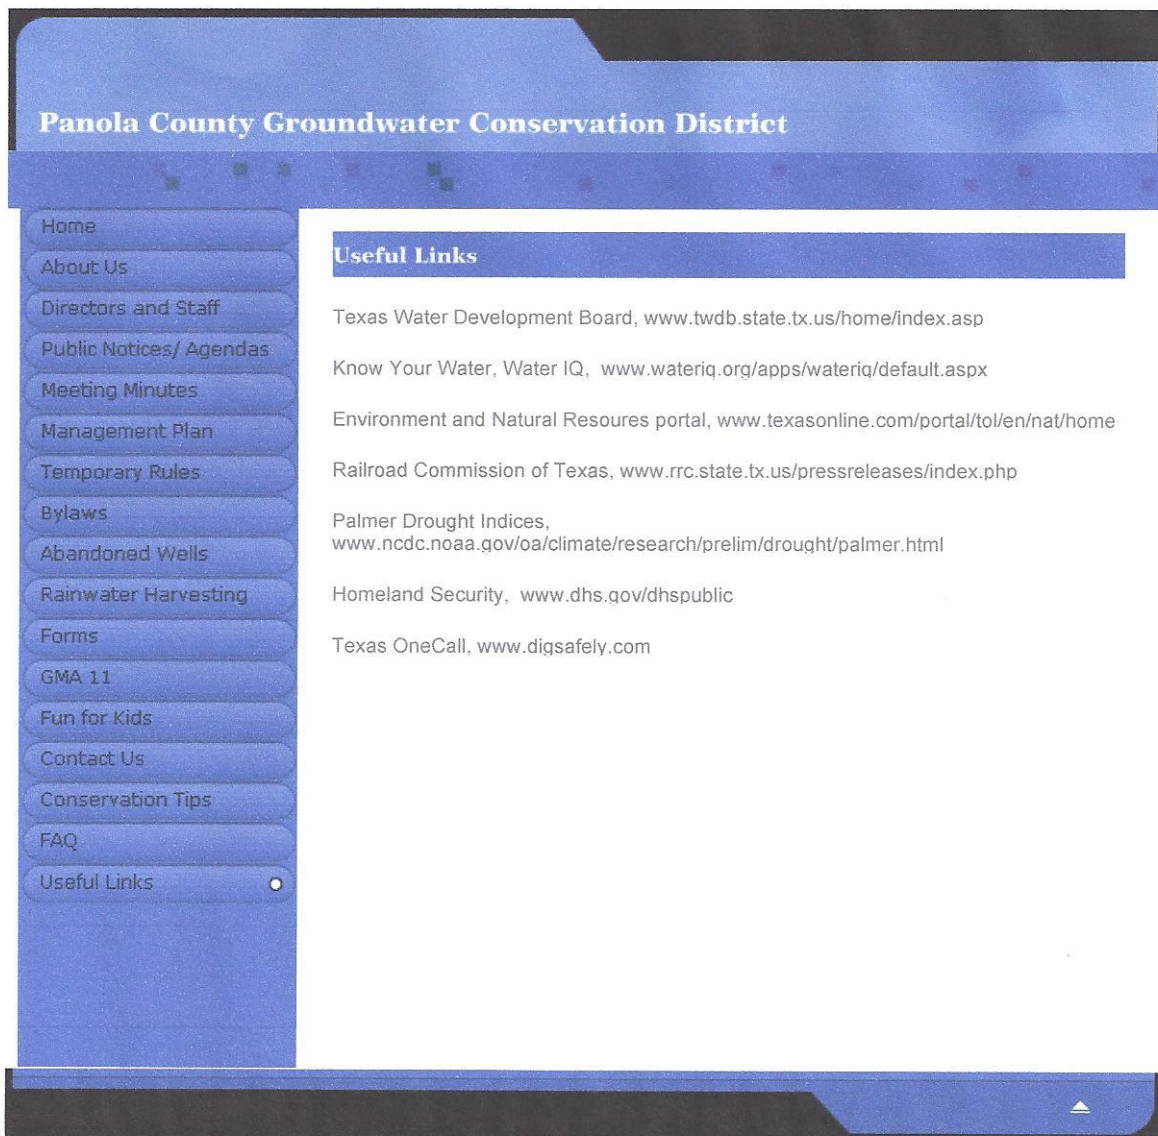 Panola County Groundwater Conservation District
Home
About Us
Directors and Staff
Public Notices/ Agendas
Meeting Minutes
Management Plan
Temporary Rules
Bylaws
Abandoned Wells
Rainwater Harvesting
Forms
GMA 11
Fun for Kids
Contact Us
Conservation Tips
FAQ
Useful Links
Useful Links
Texas Water Development Board, www.twdb.state.tx.us/home/index.asp
Know Your Water, Water IQ, www.wateriq.org/apps/wateriq/default.aspx
Environment and Natural Resoures portal, www.texasonline.com/portal/tol/en/nat/home
Railroad Commission of Texas, www.rrc.state.tx.us/pressreleases/index.php
Palmer Drought Indices,
www.ncdc.noaa.gov/oa/climate/research/prelim/drought/palmer.html
Homeland Security, www.dhs.gov/dhspublic
Texas OneCall, www.digsafely.com